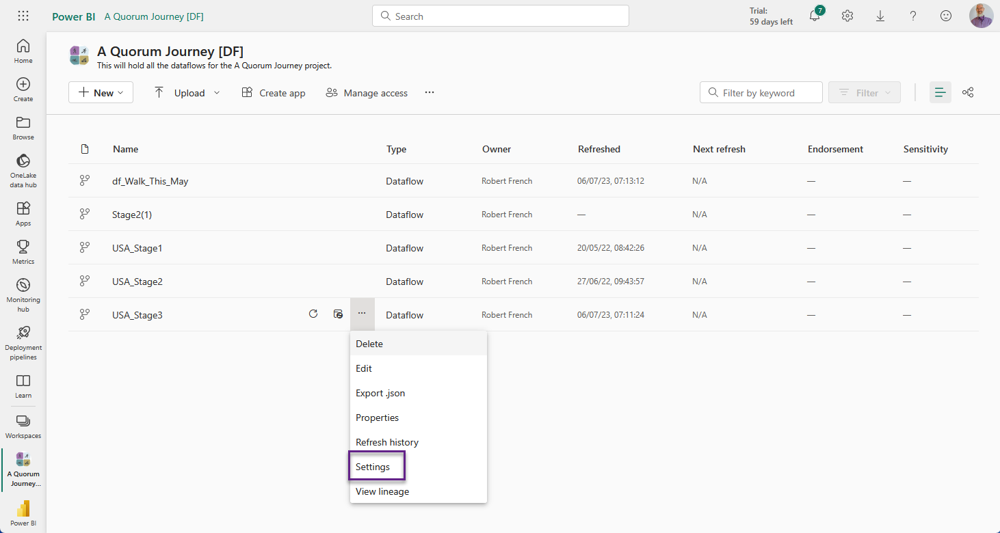 Power BI A Quorum Journey [DF]
Search
Trial:
59 days left
7
Home
Create
Browse
OneLake
data hub
Apps
Metrics
Monitoring
hub
Deployment
pipelines
Learn
Workspaces
A Quorum
Journey...
Power BI
A Quorum Journey [DF]
This will hold all the dataflows for the A Quorum Journey project.
New Upload Create app Manage access ... Filter by keyword Filter
Name Type Owner Refreshed Next refresh Endorsement Sensitivity
df_Walk_This_May Dataflow Robert French 06/07/23, 07:13:12 N/A — —
Stage2(1) Dataflow Robert French — N/A — —
USA_Stage1 Dataflow Robert French 20/05/22, 08:42:26 N/A — —
USA_Stage2 Dataflow Robert French 27/06/22, 09:43:57 N/A — —
USA_Stage3 ... Dataflow Robert French 06/07/23, 07:11:24 N/A — —
Delete
Edit
Export .json
Properties
Refresh history
Settings
View lineage